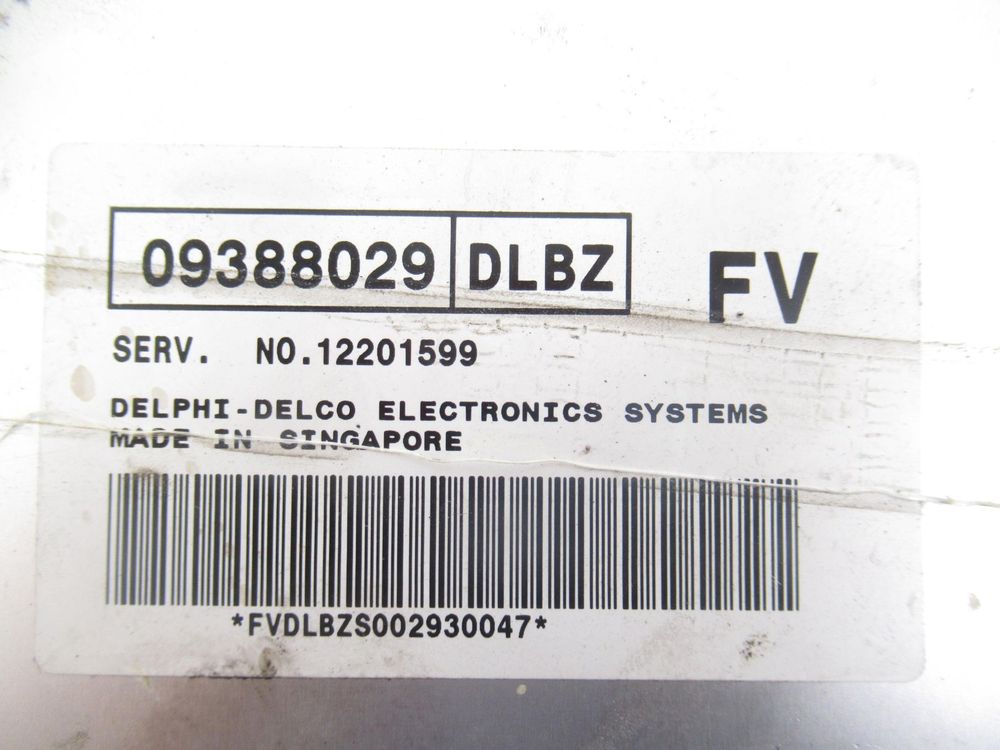 09388029 DLBZ FV
SERV. NO.12201599
DELPHI-DELCO ELECTRONICS SYSTEMS
MADE IN SINGAPORE
*FVDLBZS002930047*